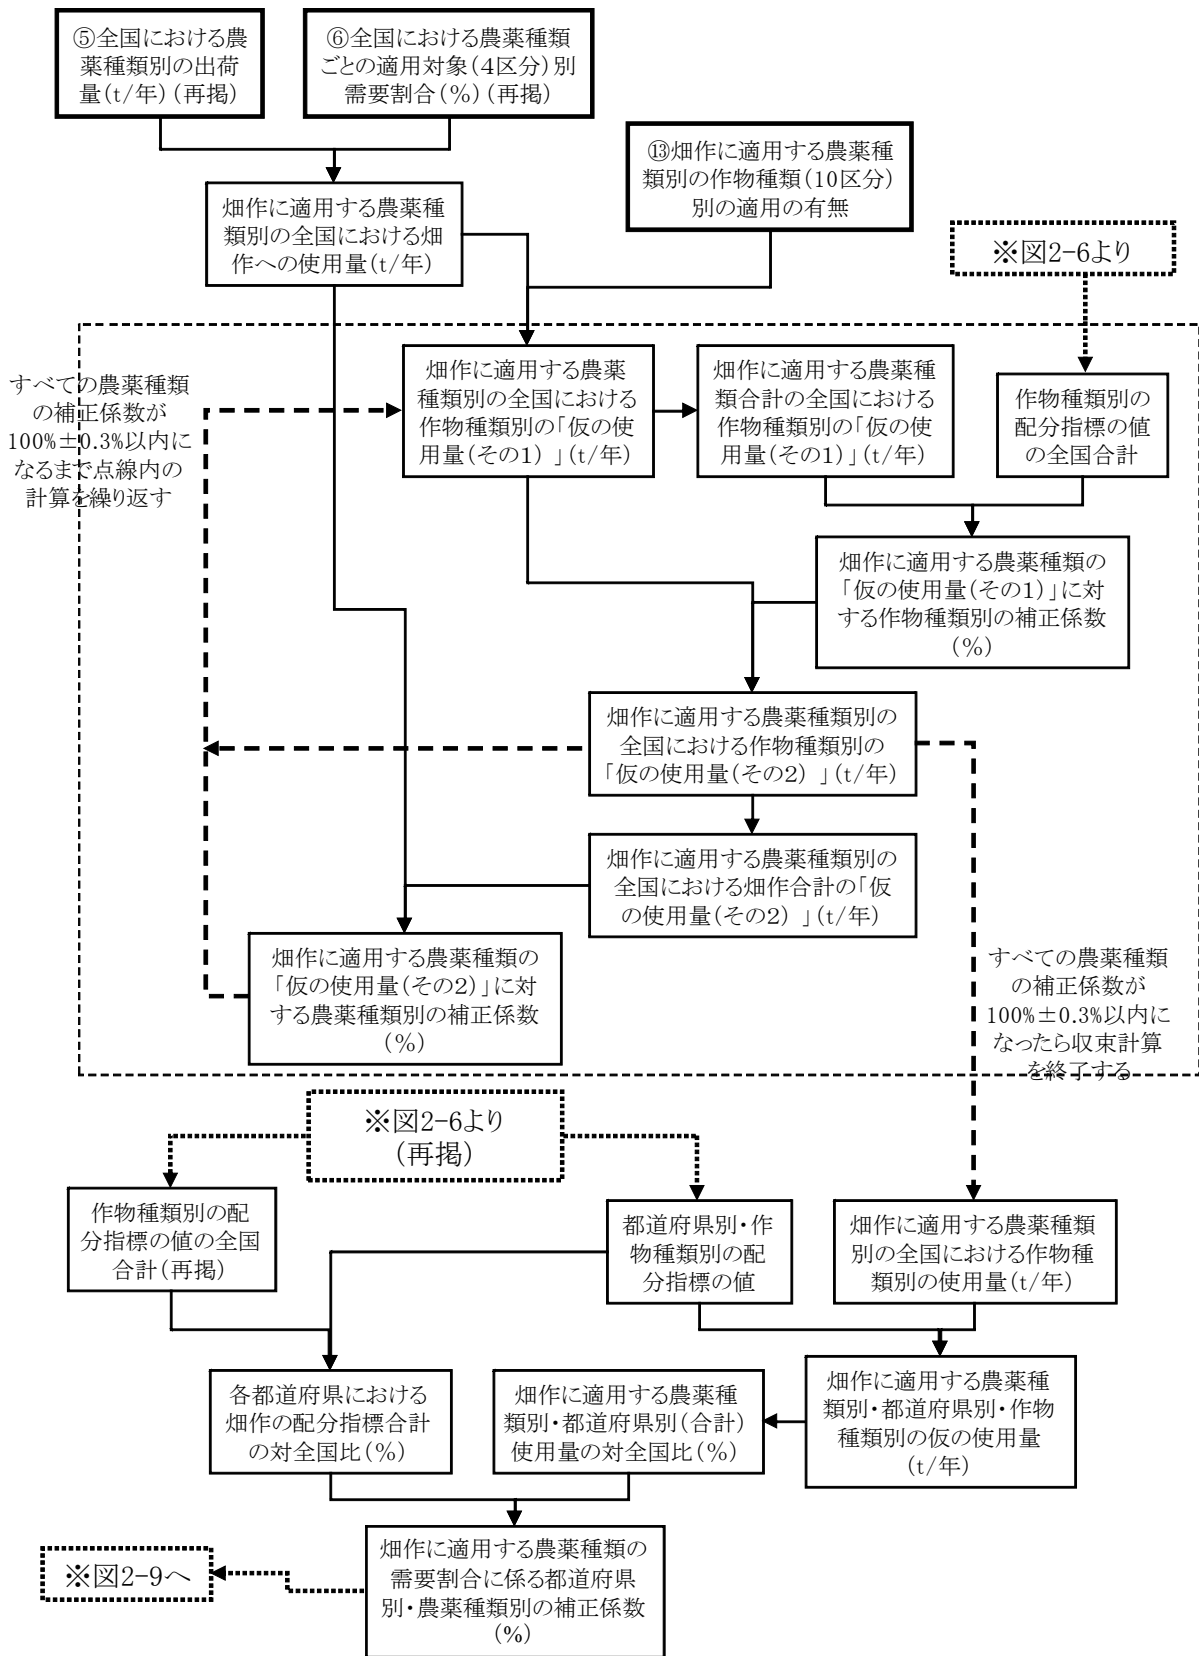 ⑤全国における農
薬種類別の出荷
量(t/年)(再掲)
⑥全国における農薬種類
ごとの適用対象(4区分)別
需要割合(%)(再掲)
⑬畑作に適用する農薬種
類別の作物種類(10区分)
別の適用の有無
畑作に適用する農薬種
類別の全国における畑
作への使用量(t/年)
※図2-6より
すべての農薬種類
の補正係数が
100%±0.3%以内に
なるまで点線内の
計算を繰り返す
畑作に適用する農薬
種類別の全国における
作物種類別の「仮の使
用量(その1)」(t/年)
畑作に適用する農薬種
類合計の全国における
作物種類別の「仮の使
用量(その1)」(t/年)
作物種類別の
配分指標の値
の全国合計
畑作に適用する農薬種類の
「仮の使用量(その1)」に対
する作物種類別の補正係数
(%)
畑作に適用する農薬種類別の
全国における作物種類別の
「仮の使用量(その2)」(t/年)
畑作に適用する農薬種類別の
全国における畑作合計の「仮
の使用量(その2)」(t/年)
畑作に適用する農薬種類の
「仮の使用量(その2)」に対
する農薬種類別の補正係数
(%)
すべての農薬種類
の補正係数が
100%±0.3%以内に
なったら収束計算
を終了する
※図2-6より
(再掲)
作物種類別の配
分指標の値の全国
合計(再掲)
都道府県別・作
物種類別の配
分指標の値
畑作に適用する農薬種類
別の全国における作物種
類別の使用量(t/年)
各都道府県における
畑作の配分指標合計
の対全国比(%)
畑作に適用する農薬種
類別・都道府県別(合計)
使用量の対全国比(%)
畑作に適用する農薬種
類別・都道府県別・作物
種類別の仮の使用量
(t/年)
畑作に適用する農薬種類の
需要割合に係る都道府県
別・農薬種類別の補正係数
(%)
※図2-9へ